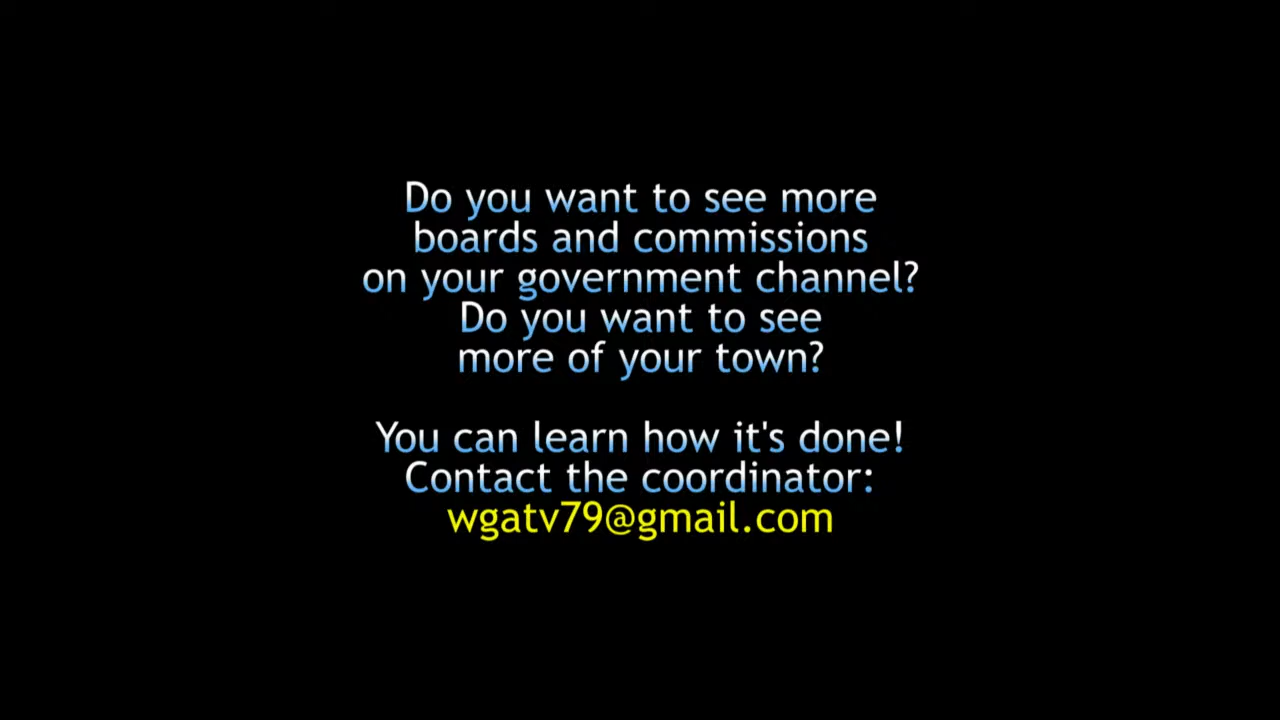 Do you want to see more
boards and commissions
on your government channel?
Do you want to see
more of your town?
You can learn how it's done!
Contact the coordinator:
wgatv79@gmail.com